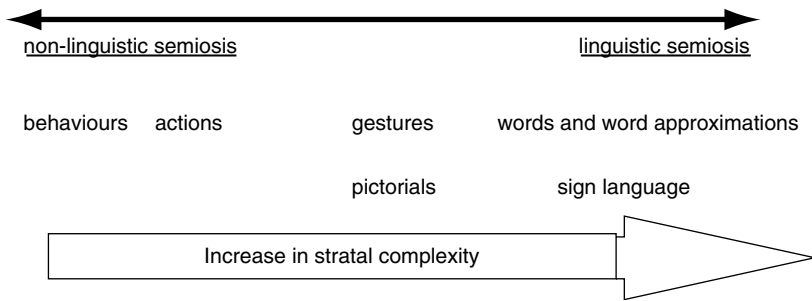 non-linguistic semiosis linguistic semiosis
behaviours actions gestures words and word approximations
pictorials sign language
Increase in stratal complexity